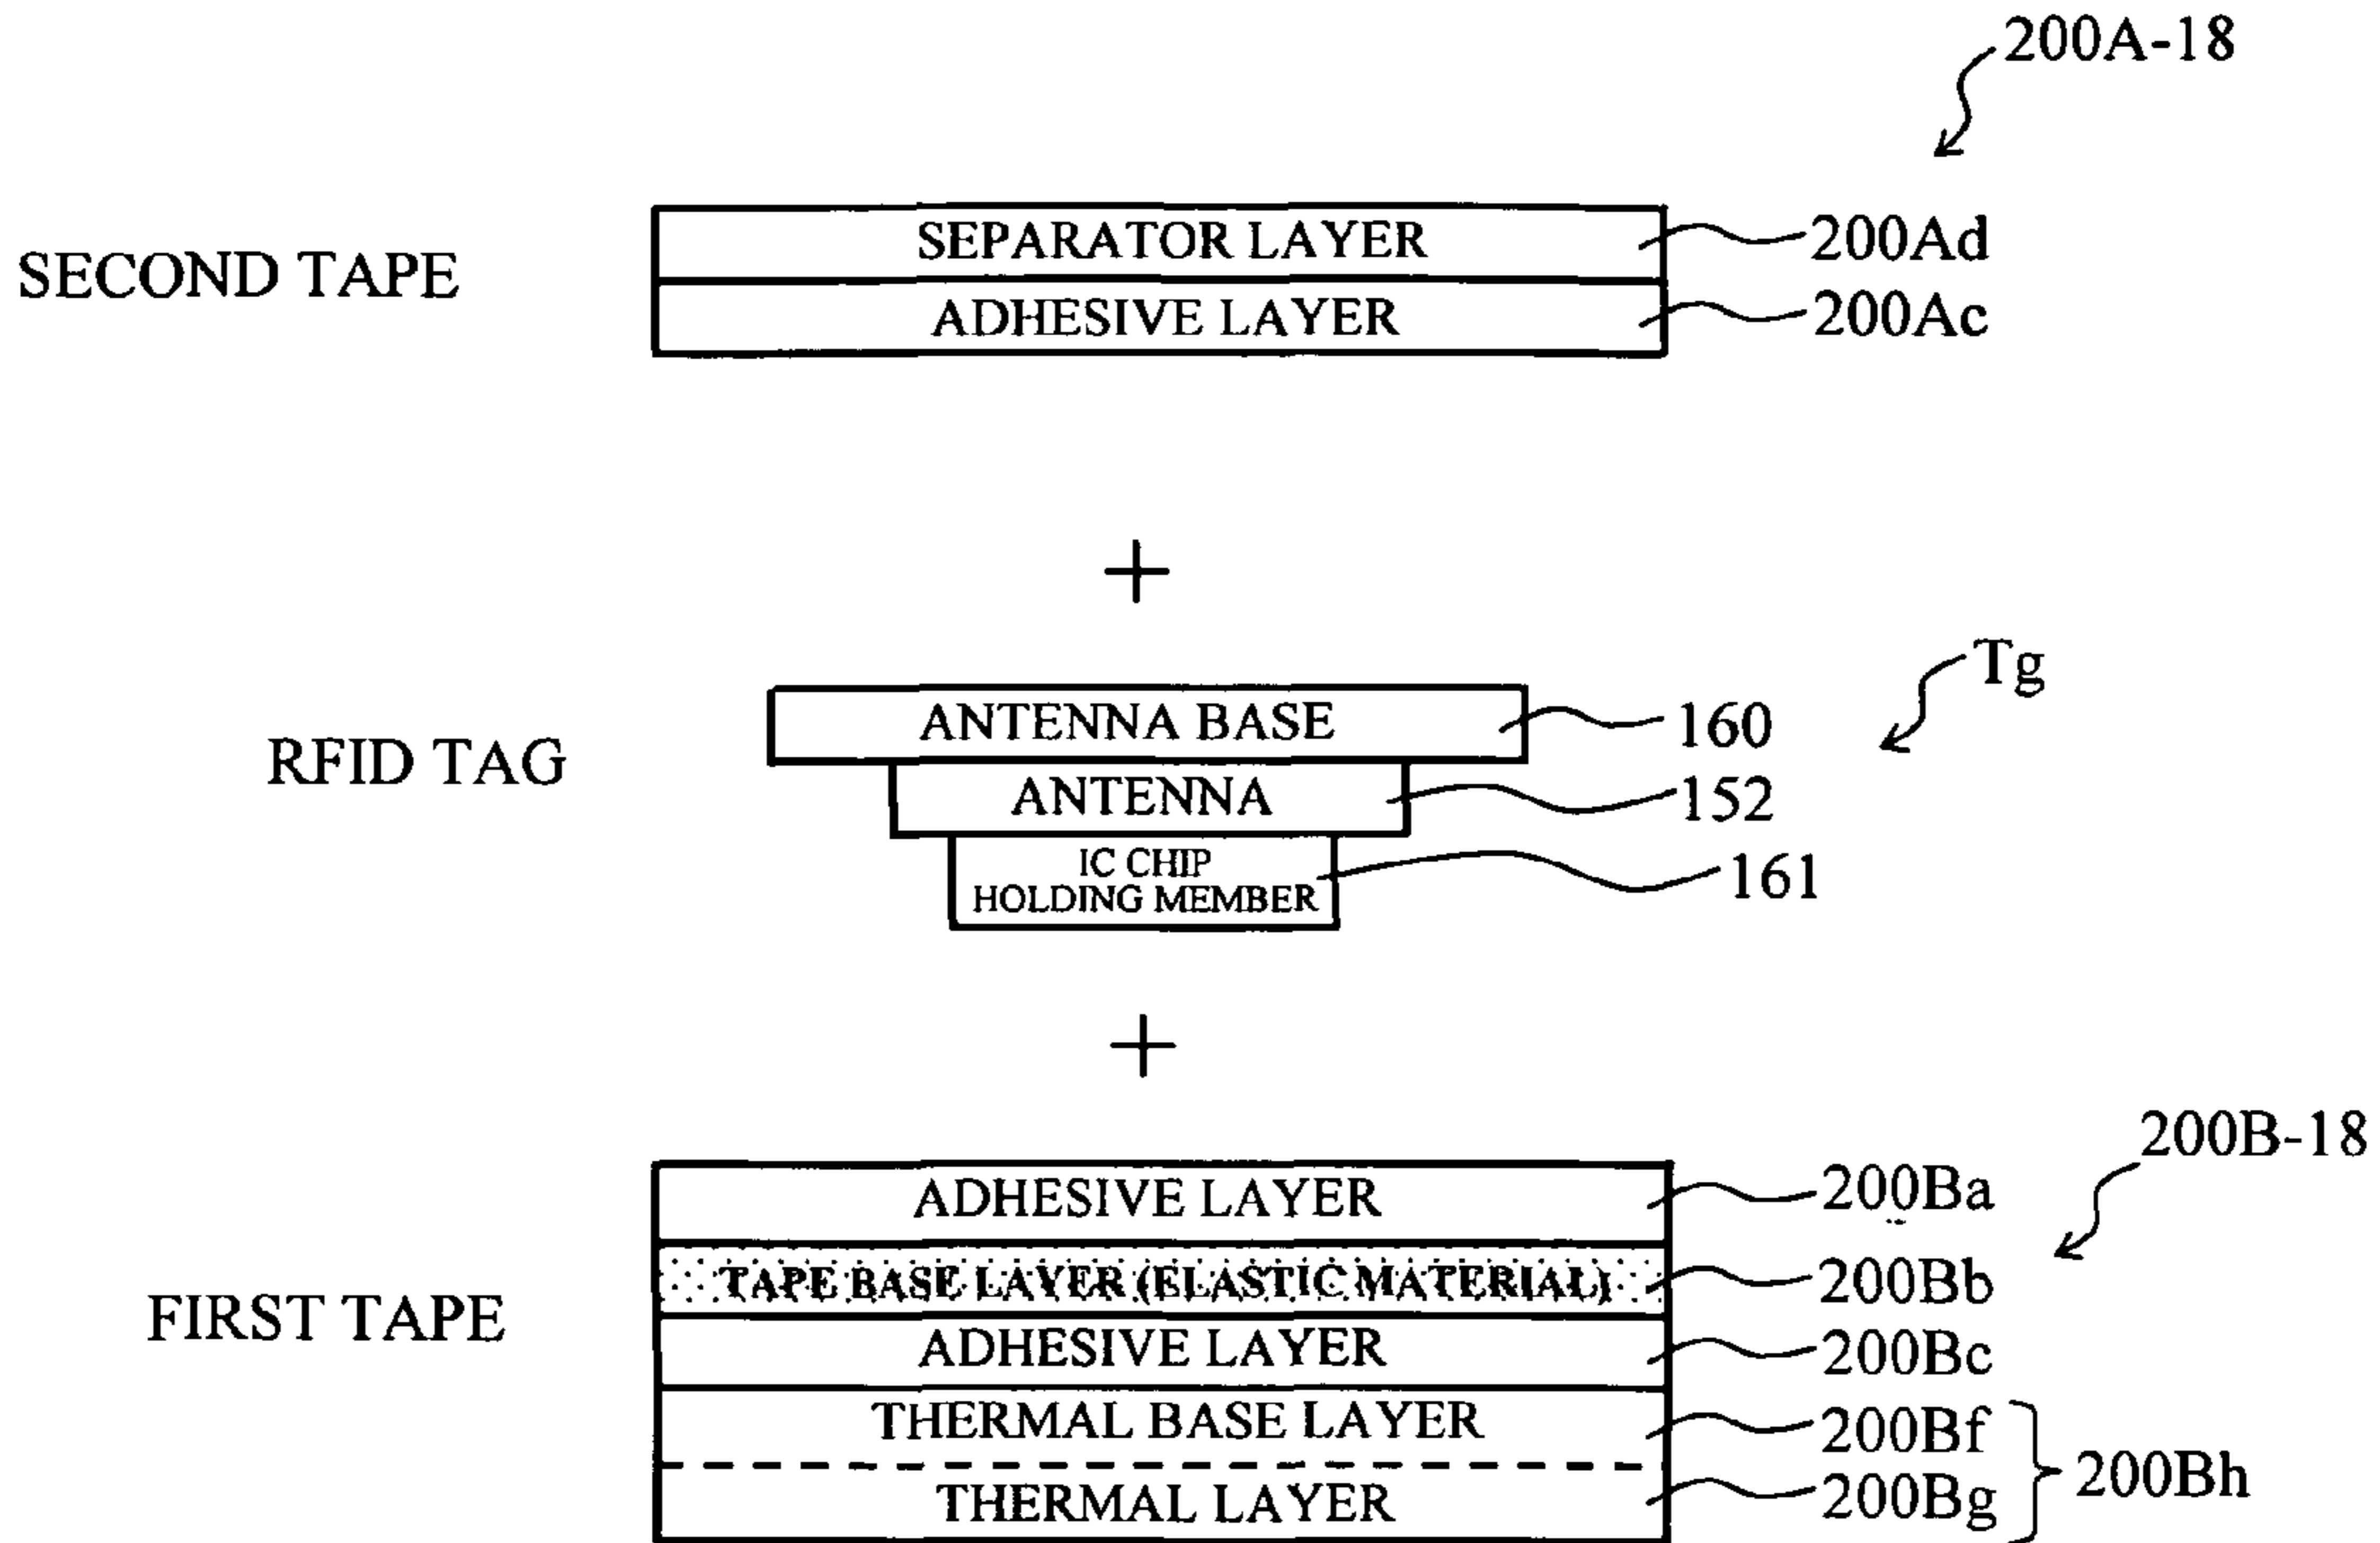 200A-18
SEPARATOR LAYER
200Ad
SECOND TAPE
ADHESIVE LAYER
200Ac
+
Tg
ANTENNA BASE
160
RFID TAG
ANTENNA
152
IC CHIP
HOLDING MEMBER
161
+
200B-18
ADHESIVE LAYER
200Ba
TAPE BASE LAYER (ELASTIC MATERIAL)
200Bb
FIRST TAPE
ADHESIVE LAYER
200Bc
THERMAL BASE LAYER
200Bf
200Bh
THERMAL LAYER
200Bg